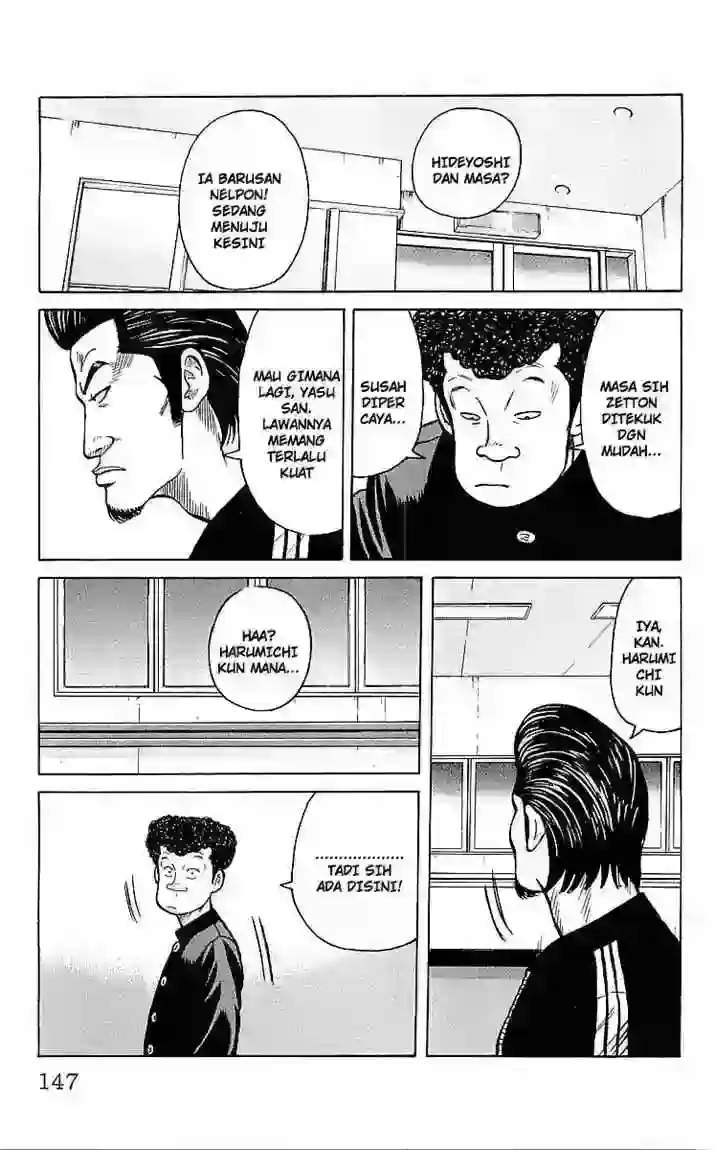 HIDEYOSHI
DAN MASA?
IA BARUSAN
NELPON!
SEDANG
MENUJU
KESINI
MASA SIH
ZETTON
DITEKUK
DGN
MUDAH...
SUSAH
DIPER
CAYA...
MAU GIMANA
LAGI, YASU
SAN.
LAWANNYA
MEMANG
TERLALU
KUAT
IYA,
KAN.
HARUMI
CHI
KUN
HAA?
HARUMICHI
KUN MANA...
....................
TADI SIH
ADA DISINI!
147